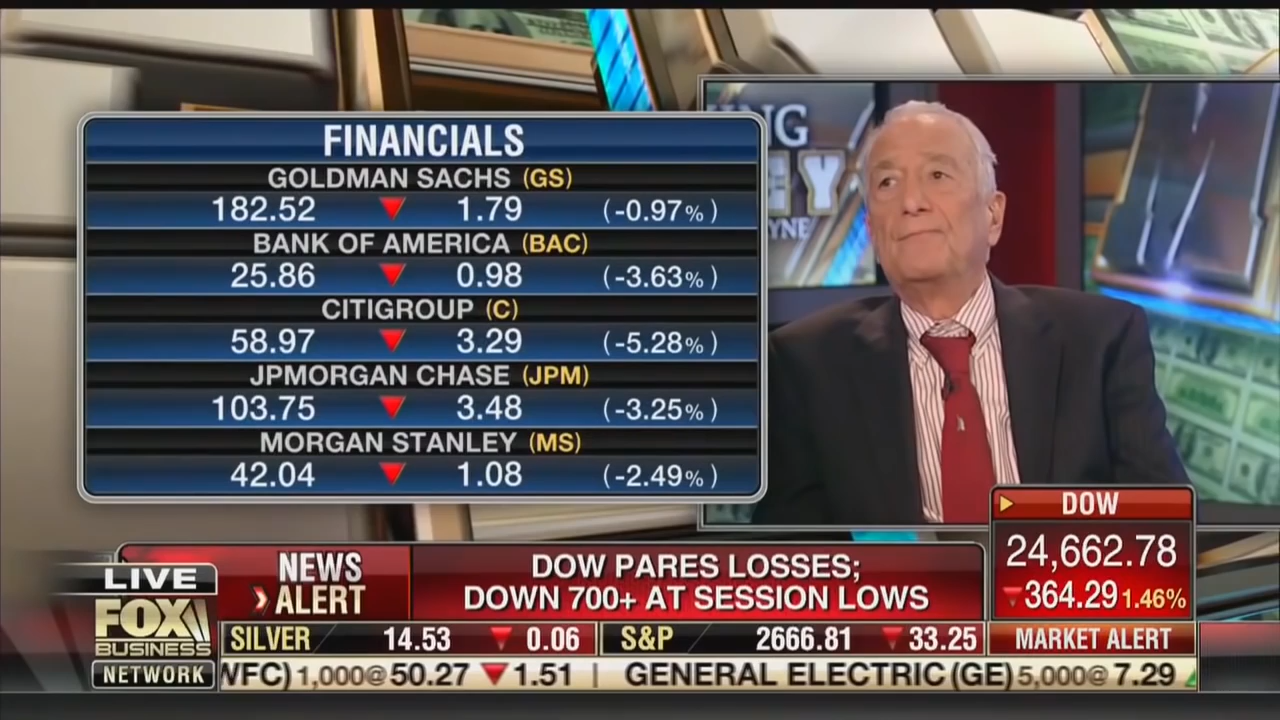 FINANCIALS
GOLDMAN SACHS (GS)
182.52 ▼ 1.79 (-0.97%)
BANK OF AMERICA (BAC)
25.86 ▼ 0.98 (-3.63%)
CITIGROUP (C)
58.97 ▼ 3.29 (-5.28%)
JPMORGAN CHASE (JPM)
103.75 ▼ 3.48 (-3.25%)
MORGAN STANLEY (MS)
42.04 ▼ 1.08 (-2.49%)
NEWS
ALERT
DOW PARES LOSSES;
DOWN 700+ AT SESSION LOWS
DOW
24,662.78
▼364.29 1.46%
MARKET ALERT
LIVE
FOX
BUSINESS
NETWORK
SILVER 14.53 ▼ 0.06
S&P 2666.81 ▼ 33.25
WFC) 1,000@50.27 ▼1.51 | GENERAL ELECTRIC(GE) 5,000@7.29